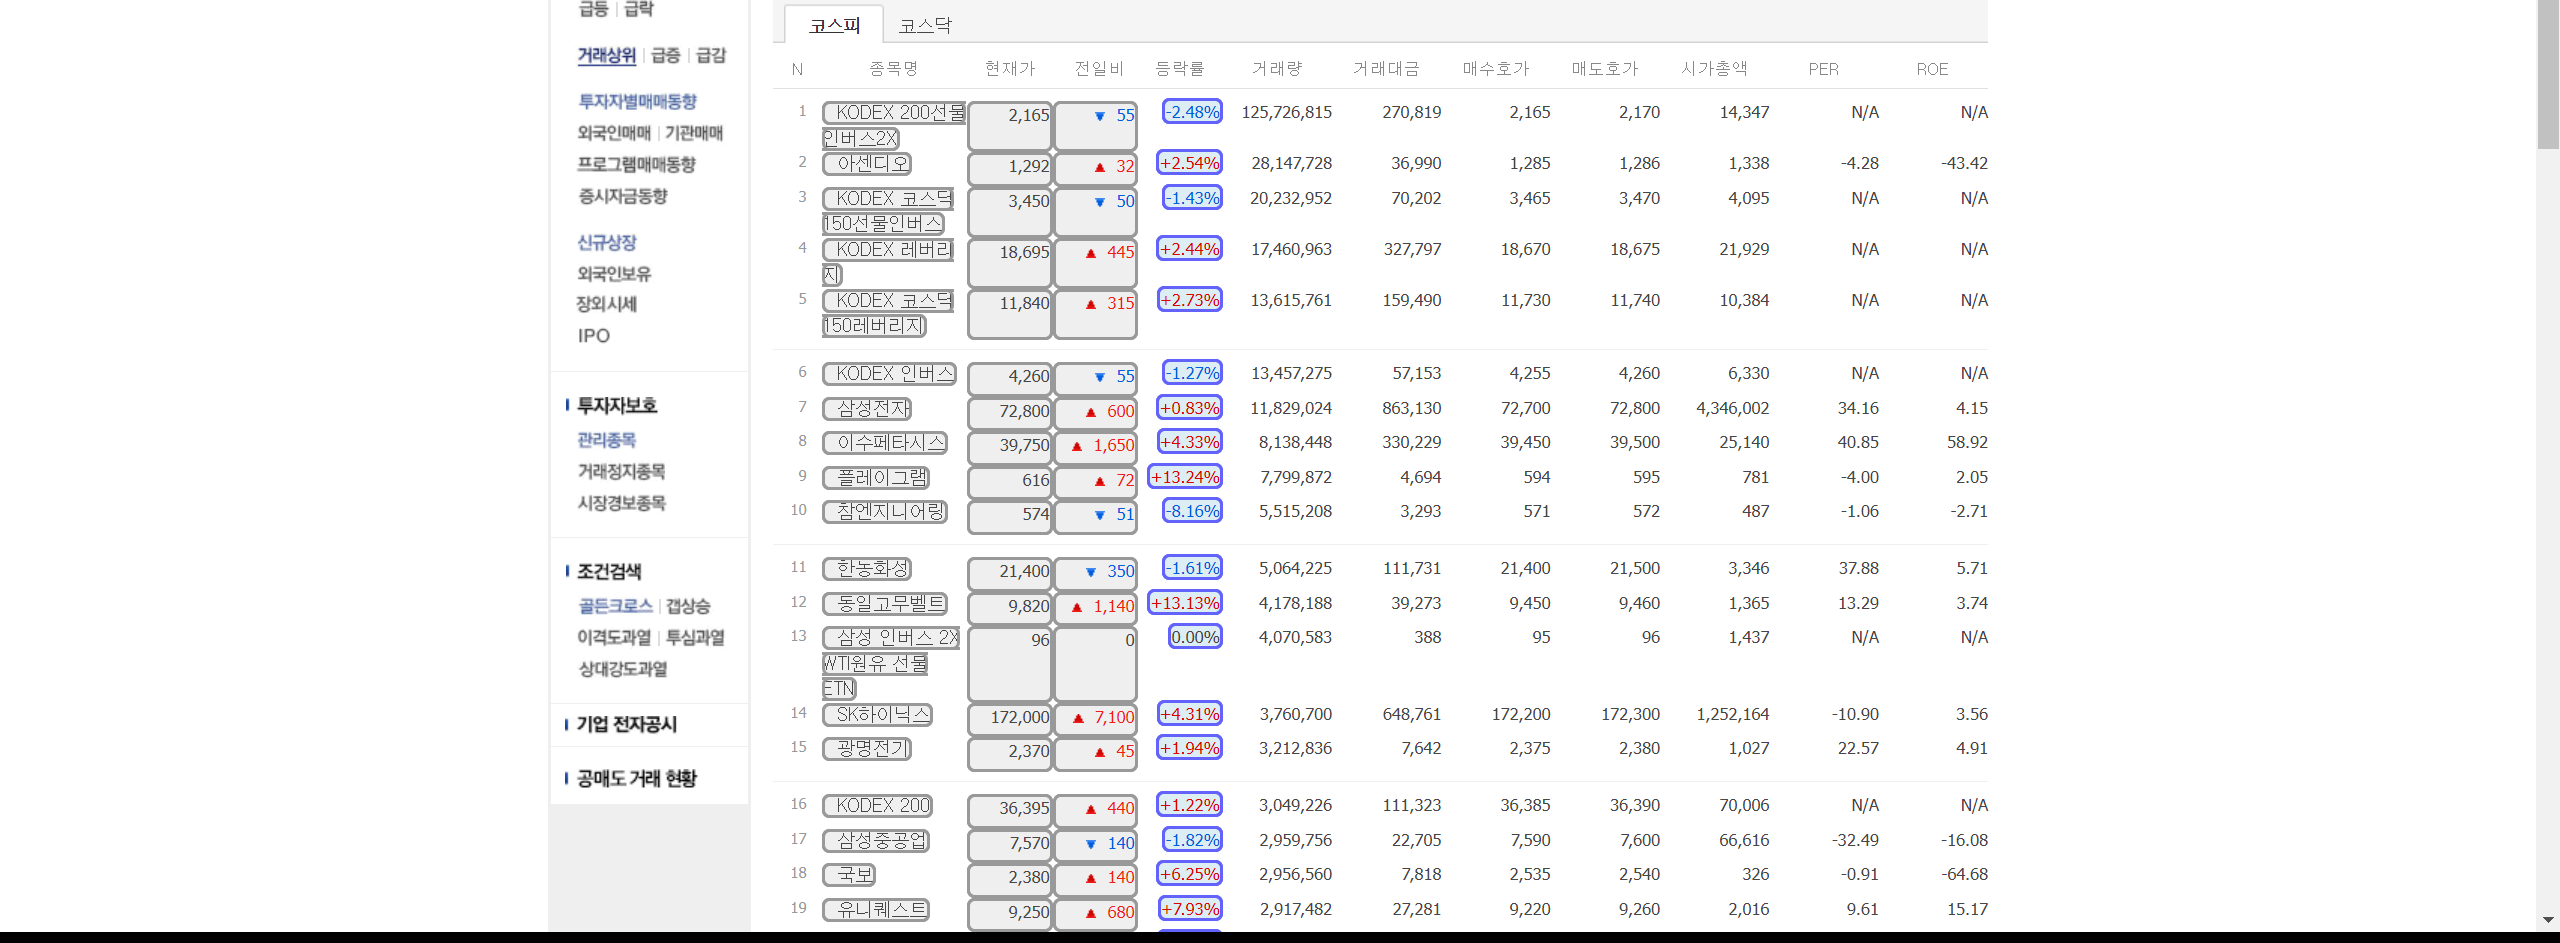 급등 | 급락
거래상위 | 급증 | 급감
투자자별매매동향
외국인매매 | 기관매매
프로그램매매동향
증시자금동향
신규상장
외국인보유
장외시세
IPO
투자자보호
관리종목
거래정지종목
시장경보종목
조건검색
골든크로스 | 갭상승
이격도과열 | 투심과열
상대강도과열
기업 전자공시
공매도 거래 현황
코스피 코스닥
N 종목명 현재가 전일비 등락률 거래량 거래대금 매수호가 매도호가 시가총액 PER ROE
1 KODEX 200선물 2,165 ▼ 55 -2.48% 125,726,815 270,819 2,165 2,170 14,347 N/A N/A
인버스2X
2 아센디오 1,292 ▲ 32 +2.54% 28,147,728 36,990 1,285 1,286 1,338 -4.28 -43.42
3 KODEX 코스닥 3,450 ▼ 50 -1.43% 20,232,952 70,202 3,465 3,470 4,095 N/A N/A
150선물인버스
4 KODEX 레버리 18,695 ▲ 445 +2.44% 17,460,963 327,797 18,670 18,675 21,929 N/A N/A
지
5 KODEX 코스닥 11,840 ▲ 315 +2.73% 13,615,761 159,490 11,730 11,740 10,384 N/A N/A
150레버리지
6 KODEX 인버스 4,260 ▼ 55 -1.27% 13,457,275 57,153 4,255 4,260 6,330 N/A N/A
7 삼성전자 72,800 ▲ 600 +0.83% 11,829,024 863,130 72,700 72,800 4,346,002 34.16 4.15
8 이수페타시스 39,750 ▲ 1,650 +4.33% 8,138,448 330,229 39,450 39,500 25,140 40.85 58.92
9 플레이그램 616 ▲ 72 +13.24% 7,799,872 4,694 594 595 781 -4.00 2.05
10 참엔지니어링 574 ▼ 51 -8.16% 5,515,208 3,293 571 572 487 -1.06 -2.71
11 한농화성 21,400 ▼ 350 -1.61% 5,064,225 111,731 21,400 21,500 3,346 37.88 5.71
12 동일고무벨트 9,820 ▲ 1,140 +13.13% 4,178,188 39,273 9,450 9,460 1,365 13.29 3.74
13 삼성 인버스 2X 96 0 0.00% 4,070,583 388 95 96 1,437 N/A N/A
WTI원유 선물
ETN
14 SK하이닉스 172,000 ▲ 7,100 +4.31% 3,760,700 648,761 172,200 172,300 1,252,164 -10.90 3.56
15 광명전기 2,370 ▲ 45 +1.94% 3,212,836 7,642 2,375 2,380 1,027 22.57 4.91
16 KODEX 200 36,395 ▲ 440 +1.22% 3,049,226 111,323 36,385 36,390 70,006 N/A N/A
17 삼성중공업 7,570 ▼ 140 -1.82% 2,959,756 22,705 7,590 7,600 66,616 -32.49 -16.08
18 국보 2,380 ▲ 140 +6.25% 2,956,560 7,818 2,535 2,540 326 -0.91 -64.68
19 유니퀘스트 9,250 ▲ 680 +7.93% 2,917,482 27,281 9,220 9,260 2,016 9.61 15.17